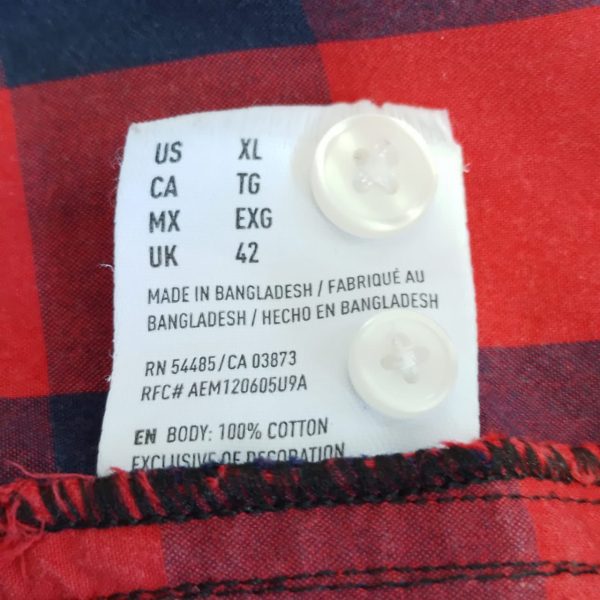 US XL
CA TG
MX EXG
UK 42
MADE IN BANGLADESH / FABRIQUÉ AU
BANGLADESH / HECHO EN BANGLADESH
RN 54485/CA 03873
RFC# AEM120605U9A
EN BODY: 100% COTTON
EXCLUSIVE OF DECORATION